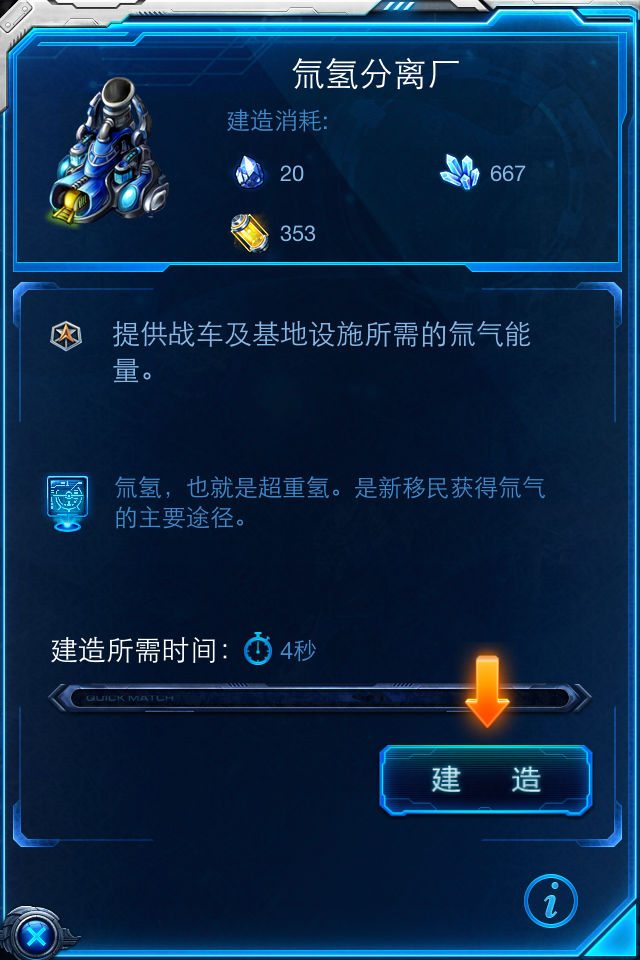 氚氢分离厂
建造消耗:
20
667
353
提供战车及基地设施所需的氚气能
量。
氚氢，也就是超重氢。是新移民获得氚气
的主要途径。
建造所需时间：4秒
QUICK MATCH
建 造
i